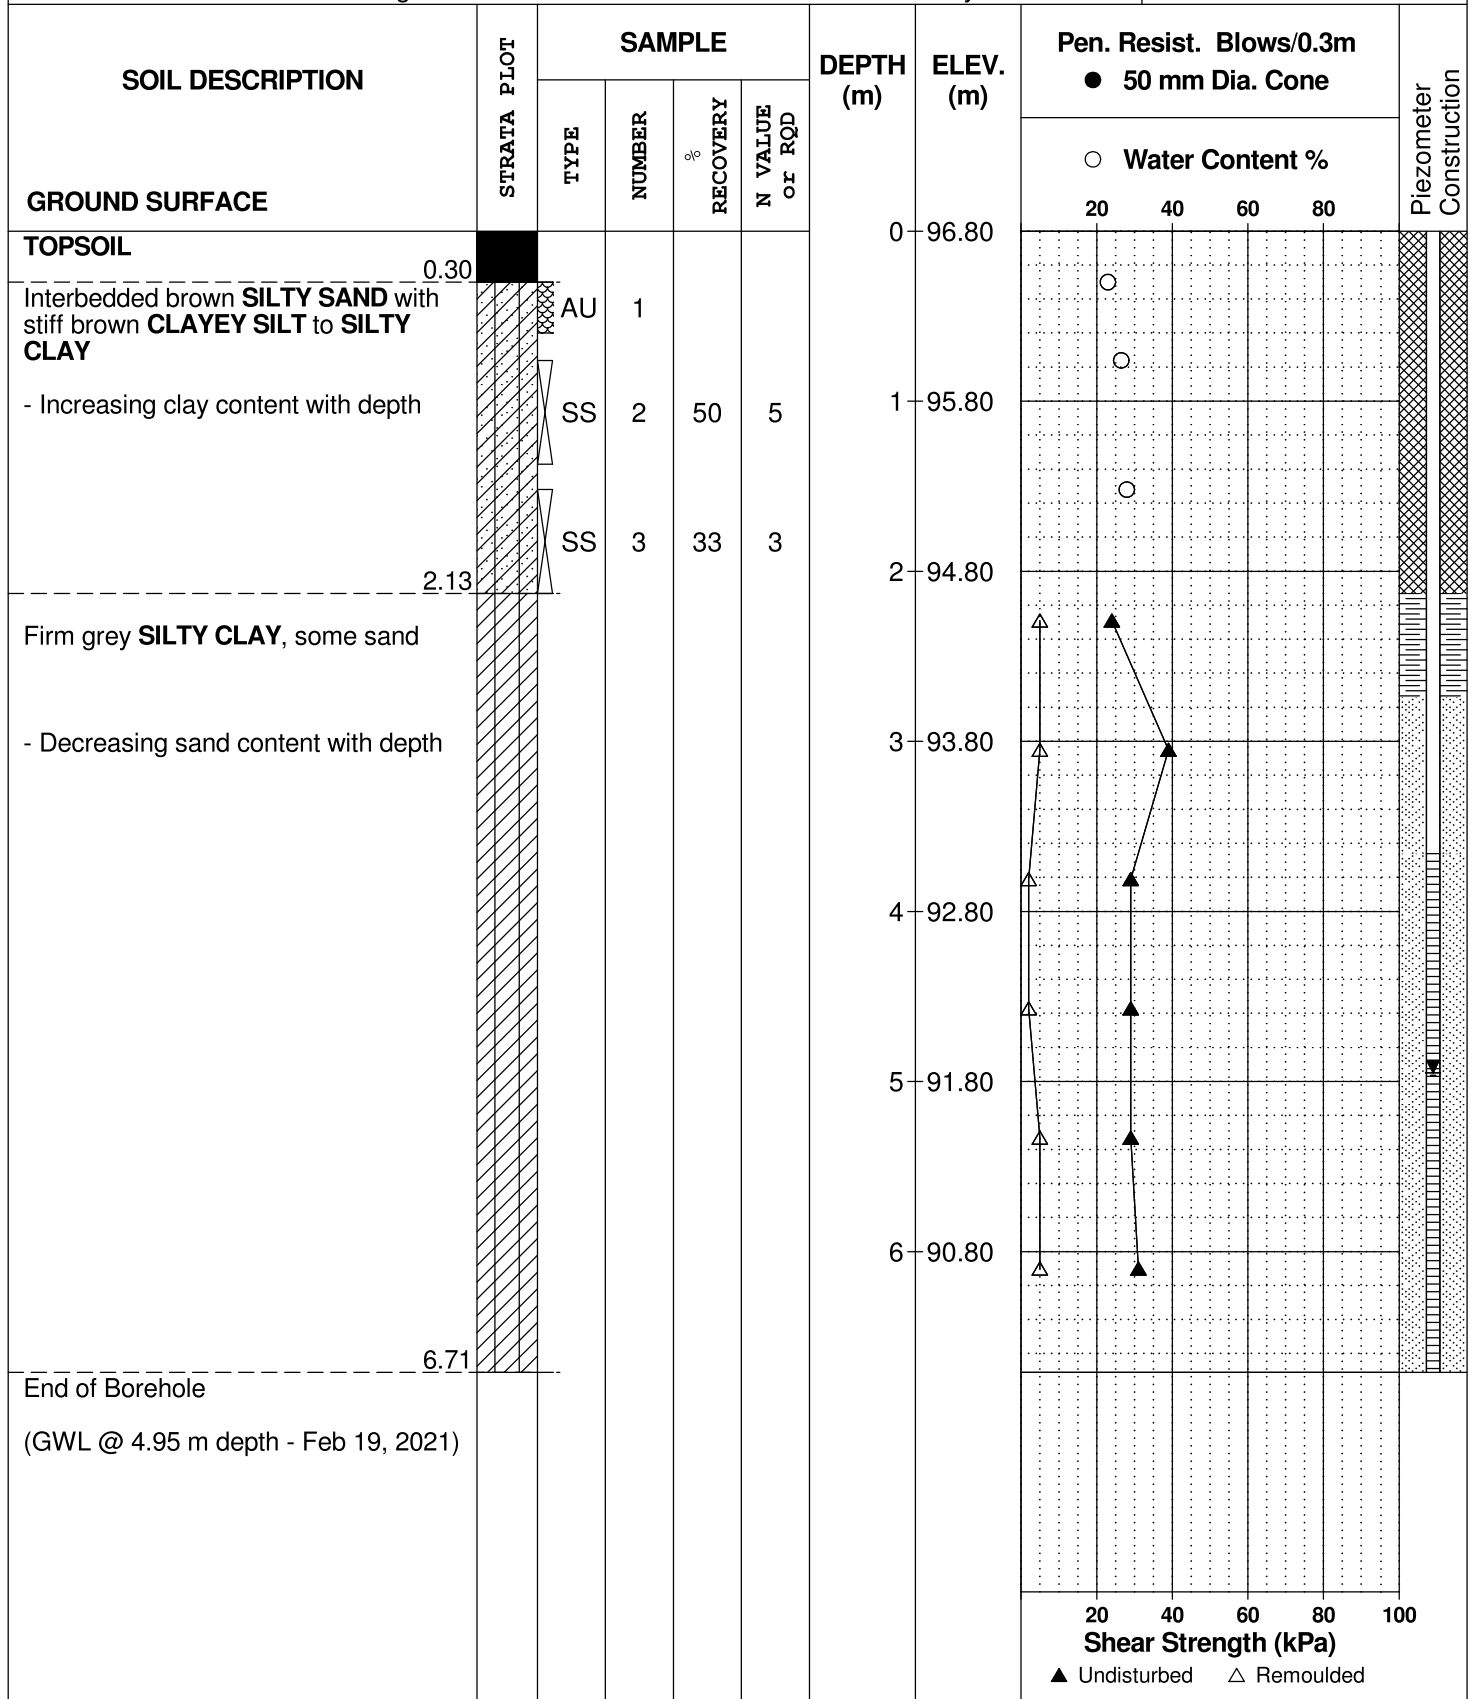 SOIL DESCRIPTION
GROUND SURFACE
STRATA PLOT
SAMPLE
TYPE
NUMBER
% RECOVERY
N VALUE
or RQD
DEPTH
(m)
ELEV.
(m)
Pen. Resist. Blows/0.3m
● 50 mm Dia. Cone
○ Water Content %
20 40 60 80
Piezometer
Construction
0 96.80
TOPSOIL
0.30
Interbedded brown SILTY SAND with
stiff brown CLAYEY SILT to SILTY
CLAY
AU 1
- Increasing clay content with depth
SS 2 50 5
1 95.80
SS 3 33 3
2 94.80
2.13
Firm grey SILTY CLAY, some sand
- Decreasing sand content with depth
3 93.80
4 92.80
5 91.80
6 90.80
6.71
End of Borehole
(GWL @ 4.95 m depth - Feb 19, 2021)
20 40 60 80 100
Shear Strength (kPa)
▲ Undisturbed △ Remoulded